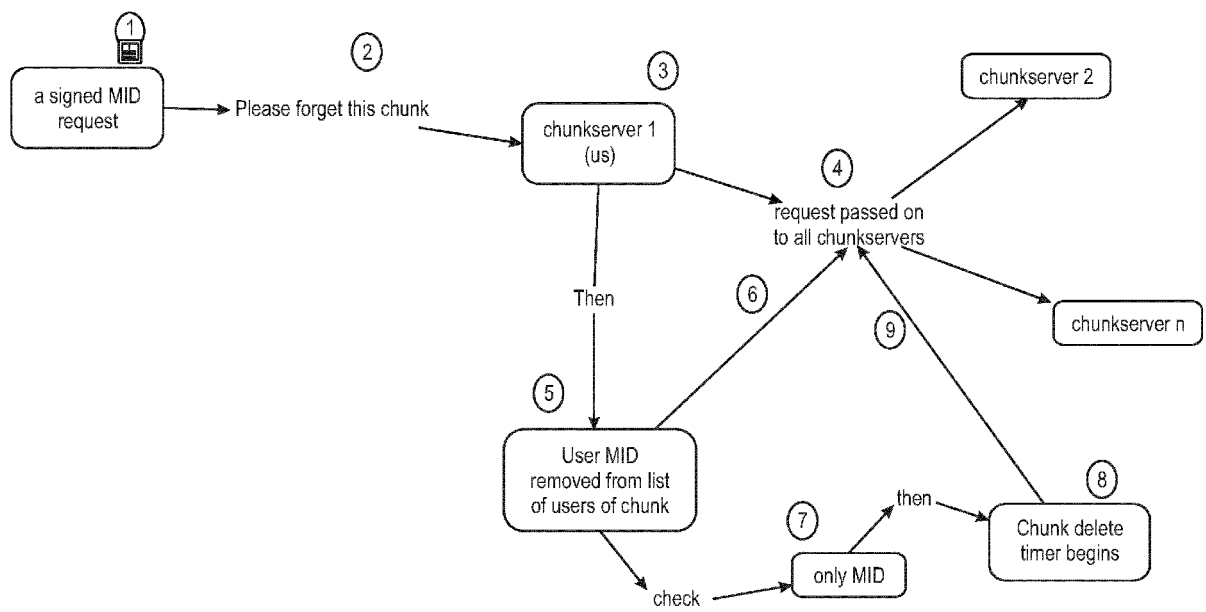 1
2
3
a signed MID
request
Please forget this chunk
chunkserver 1
(us)
chunkserver 2
4
request passed on
to all chunkservers
Then
6
9
chunkserver n
5
User MID
removed from list
of users of chunk
check
7
only MID
then
8
Chunk delete
timer begins